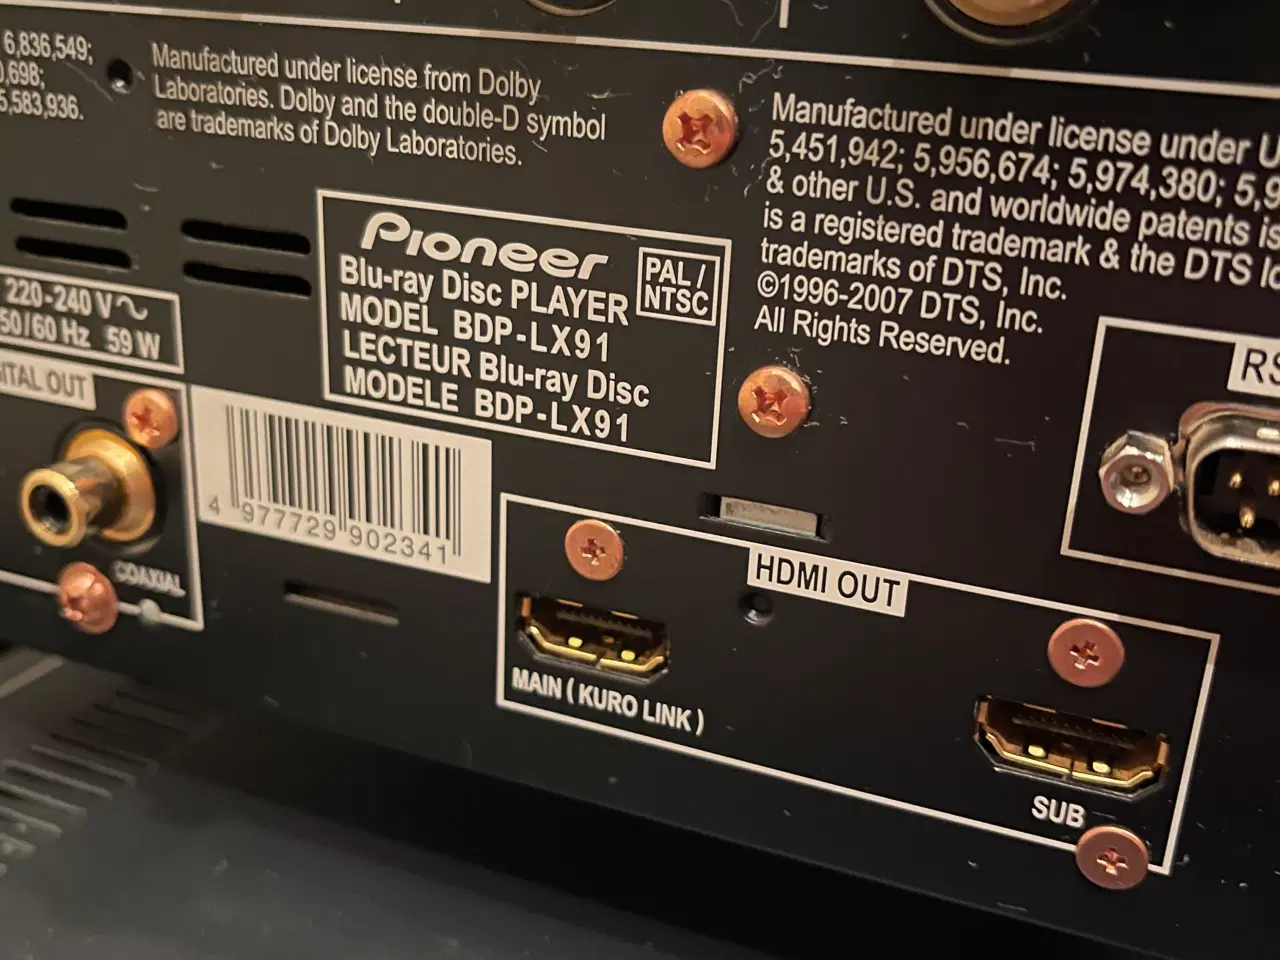 6,836,549;
0,698;
5,583,936.
Manufactured under license from Dolby
Laboratories. Dolby and the double-D symbol
are trademarks of Dolby Laboratories.
Manufactured under license under U
5,451,942; 5,956,674; 5,974,380; 5,9
& other U.S. and worldwide patents is
is a registered trademark & the DTS lo
trademarks of DTS, Inc.
©1996-2007 DTS, Inc.
All Rights Reserved.
Pioneer
Blu-ray Disc PLAYER
MODEL BDP-LX91
LECTEUR Blu-ray Disc
MODELE BDP-LX91
PAL /
NTSC
220-240 V
50/60 Hz 59 W
ITAL OUT
COAXIAL
4 977729 902341
HDMI OUT
MAIN ( KURO LINK )
SUB
RS